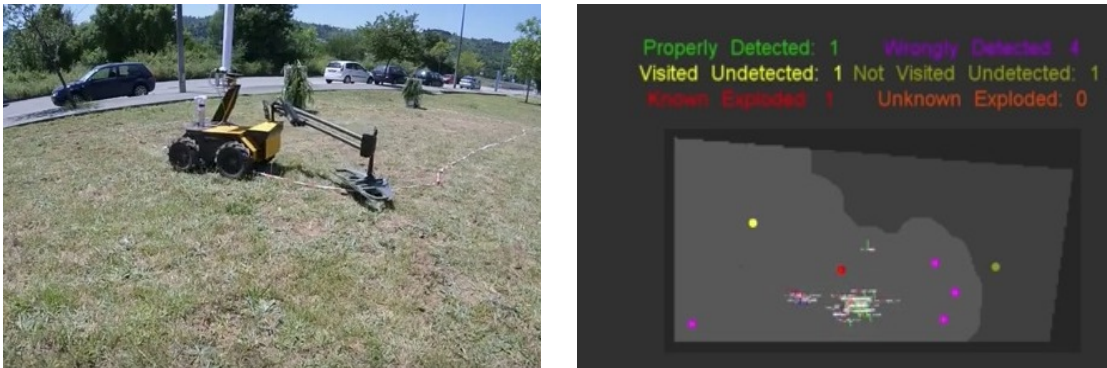 Properly Detected: 1 Wrongly Detected: 4
Visited Undetected: 1 Not Visited Undetected: 1
Known Exploded: 1 Unknown Exploded: 0